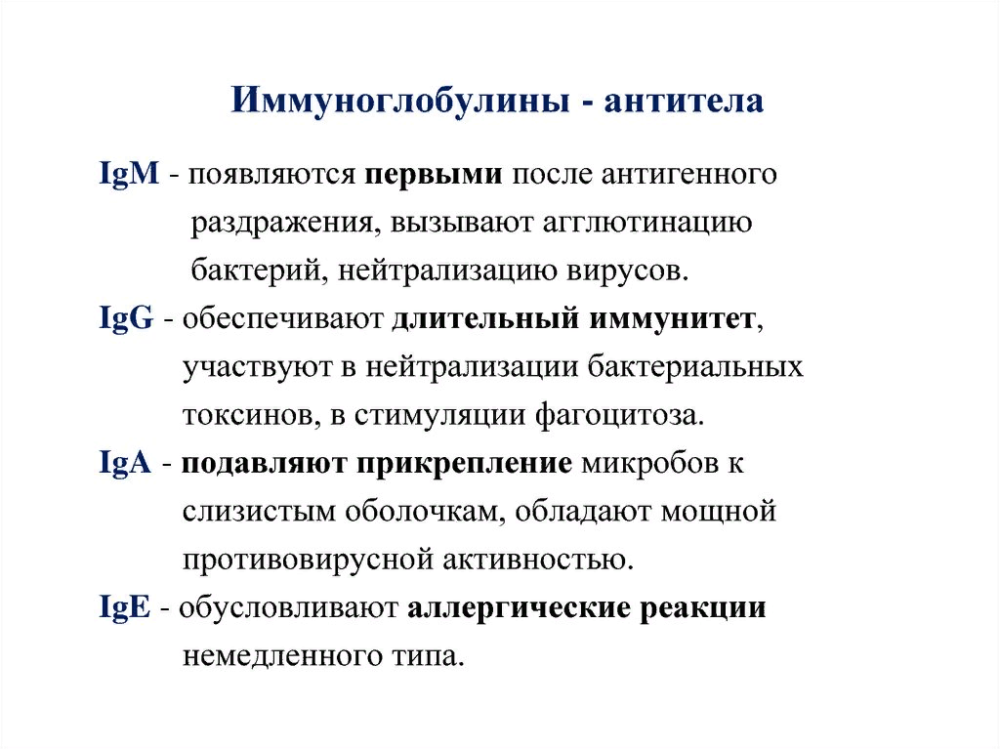 Иммуноглобулины - антитела
IgM - появляются первыми после антигенного
раздражения, вызывают агглютинацию
бактерий, нейтрализацию вирусов.
IgG - обеспечивают длительный иммунитет,
участвуют в нейтрализации бактериальных
токсинов, в стимуляции фагоцитоза.
IgA - подавляют прикрепление микробов к
слизистым оболочкам, обладают мощной
противовирусной активностью.
IgE - обусловливают аллергические реакции
немедленного типа.